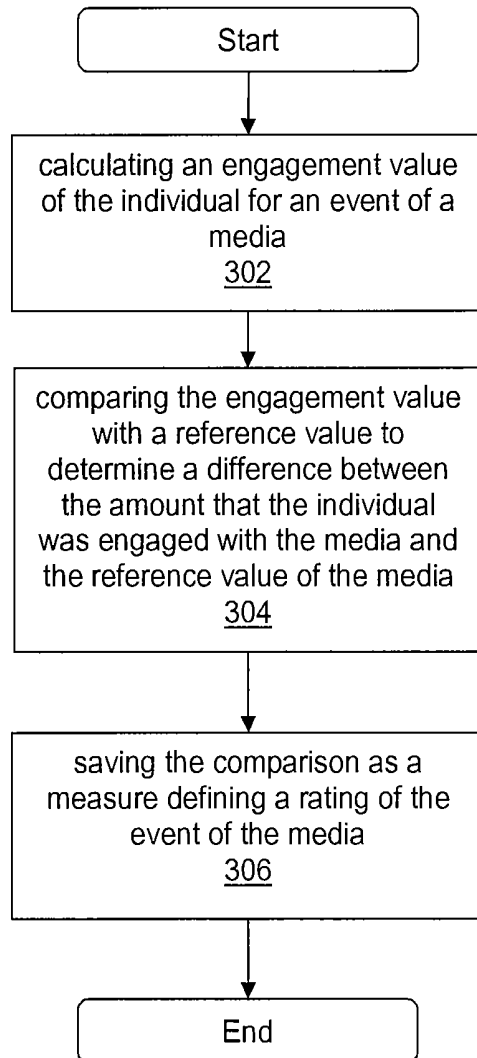 Start
calculating an engagement value
of the individual for an event of a
media
302
comparing the engagement value
with a reference value to
determine a difference between
the amount that the individual
was engaged with the media and
the reference value of the media
304
saving the comparison as a
measure defining a rating of the
event of the media
306
End